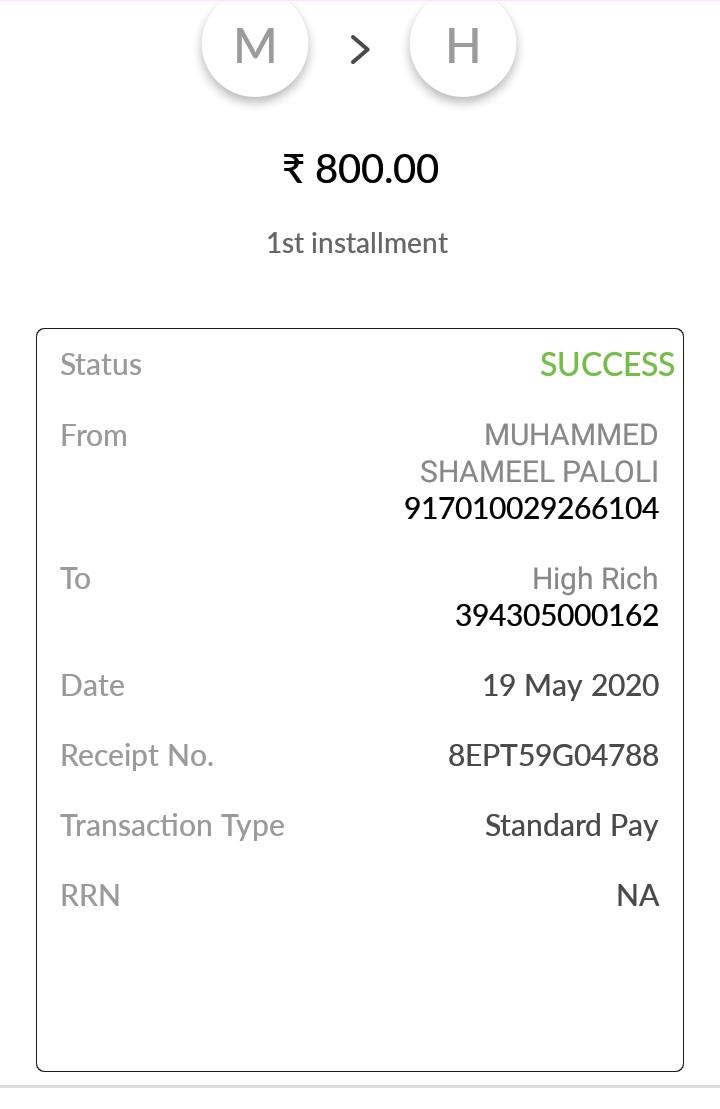 M > H
₹ 800.00
1st installment
Status SUCCESS
From MUHAMMED
SHAMEEL PALOLI
917010029266104
To High Rich
394305000162
Date 19 May 2020
Receipt No. 8EPT59G04788
Transaction Type Standard Pay
RRN NA